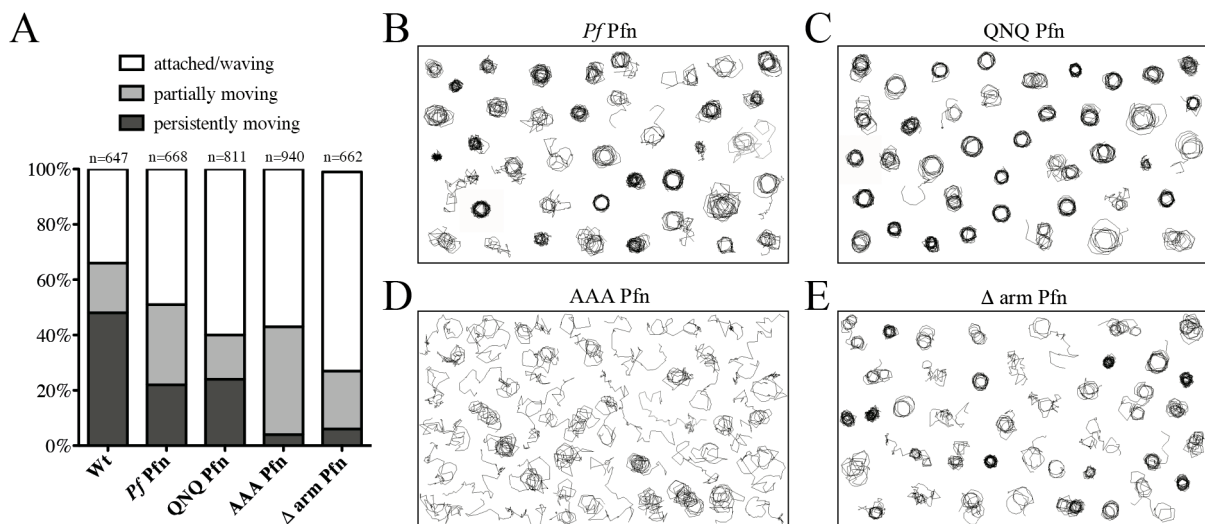 A
attached/waving
partially moving
persistently moving
n=647 n=668 n=811 n=940 n=662
100%
80%
60%
40%
20%
0%
Wt
Pf Pfn
QNQ Pfn
AAA Pfn
Δ arm Pfn
B
Pf Pfn
C
QNQ Pfn
D
AAA Pfn
E
Δ arm Pfn